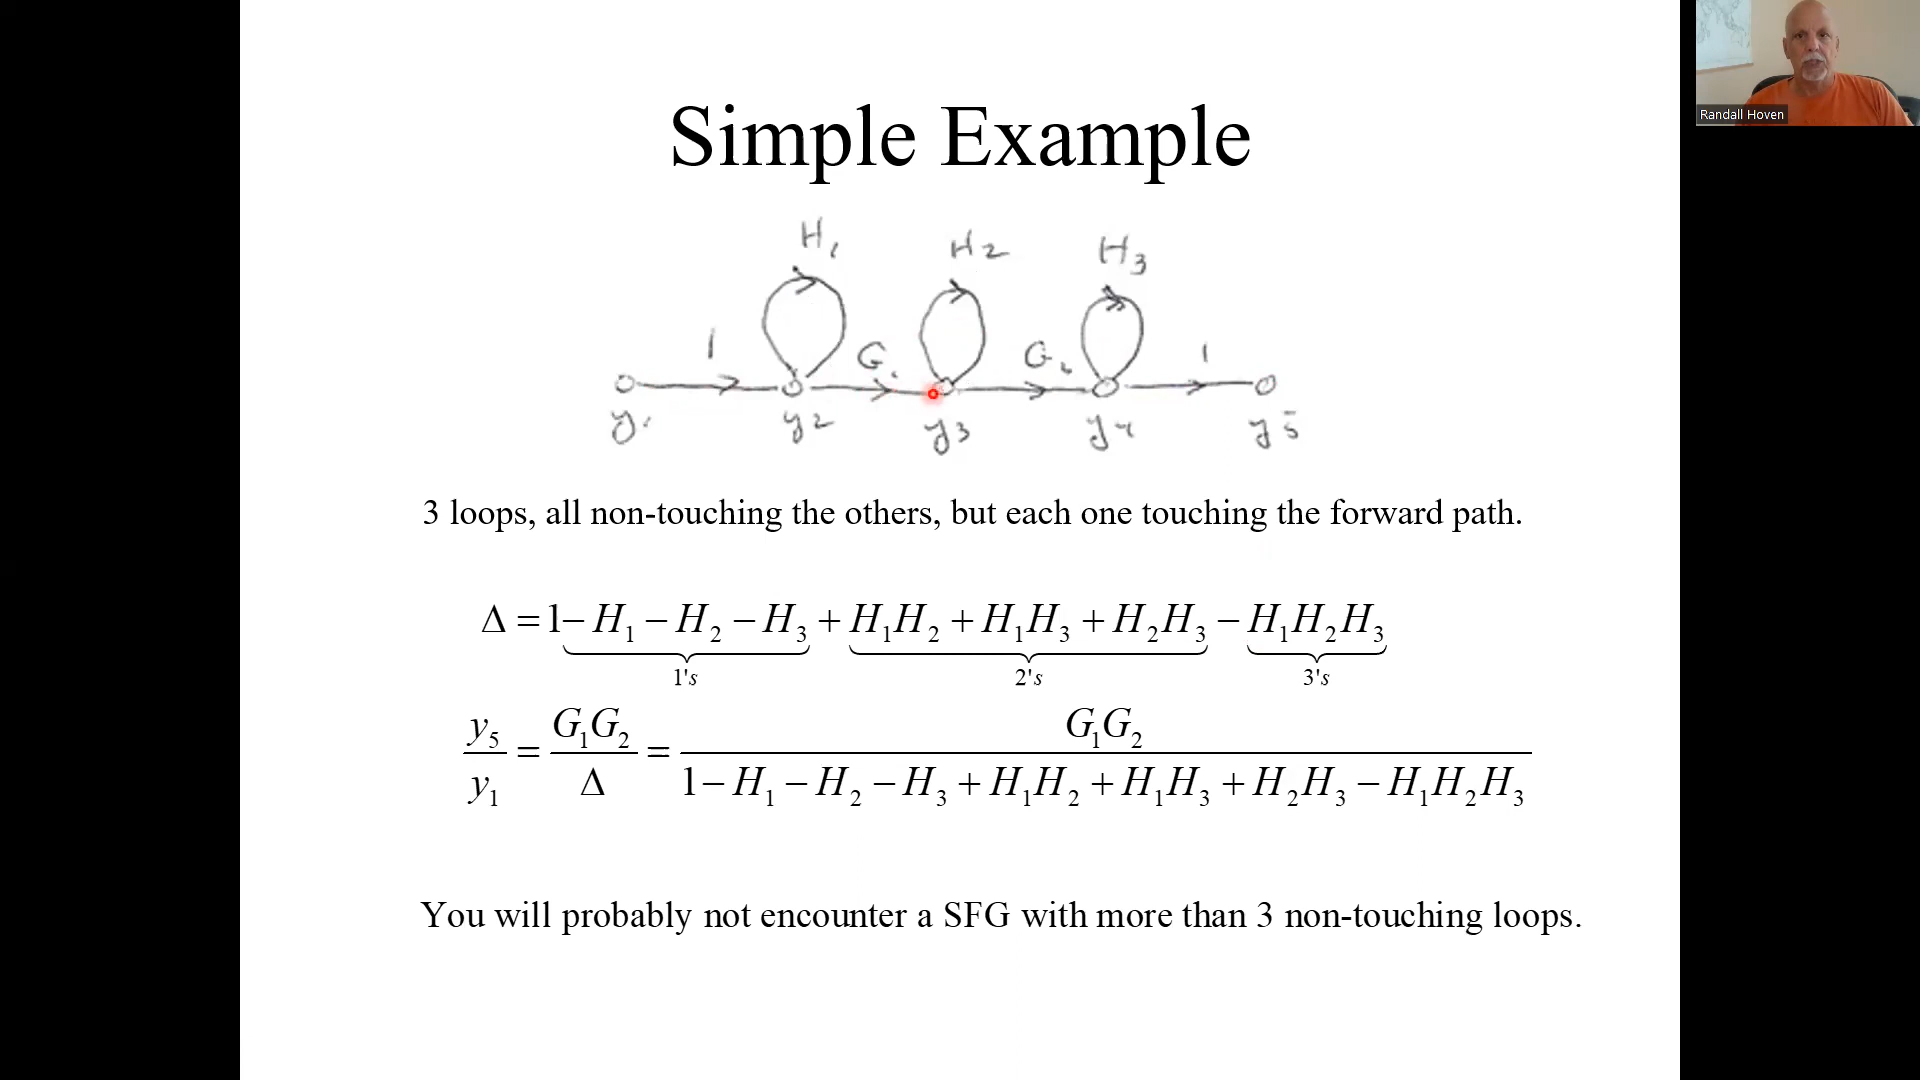 Simple Example
Randall Hoven
H₁ H₂ H₃
1 G₁ G₂ 1
y₁ y₂ y₃ y₄ y₅
3 loops, all non-touching the others, but each one touching the forward path.
Δ = 1 − H₁ − H₂ − H₃ + H₁H₂ + H₁H₃ + H₂H₃ − H₁H₂H₃
1's 2's 3's
y₅/y₁ = G₁G₂/Δ = G₁G₂/(1 − H₁ − H₂ − H₃ + H₁H₂ + H₁H₃ + H₂H₃ − H₁H₂H₃)
You will probably not encounter a SFG with more than 3 non-touching loops.